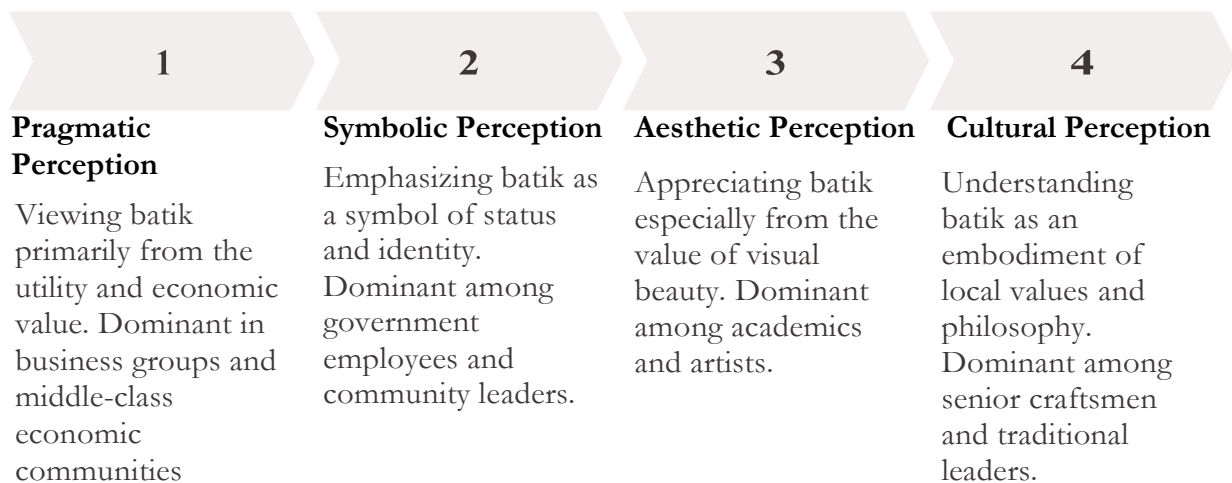 1
Pragmatic
Perception
Viewing batik
primarily from the
utility and economic
value. Dominant in
business groups and
middle-class
economic
communities
2
Symbolic Perception
Emphasizing batik as
a symbol of status
and identity.
Dominant among
government
employees and
community leaders.
3
Aesthetic Perception
Appreciating batik
especially from the
value of visual
beauty. Dominant
among academics
and artists.
4
Cultural Perception
Understanding
batik as an
embodiment of
local values and
philosophy.
Dominant among
senior craftsmen
and traditional
leaders.